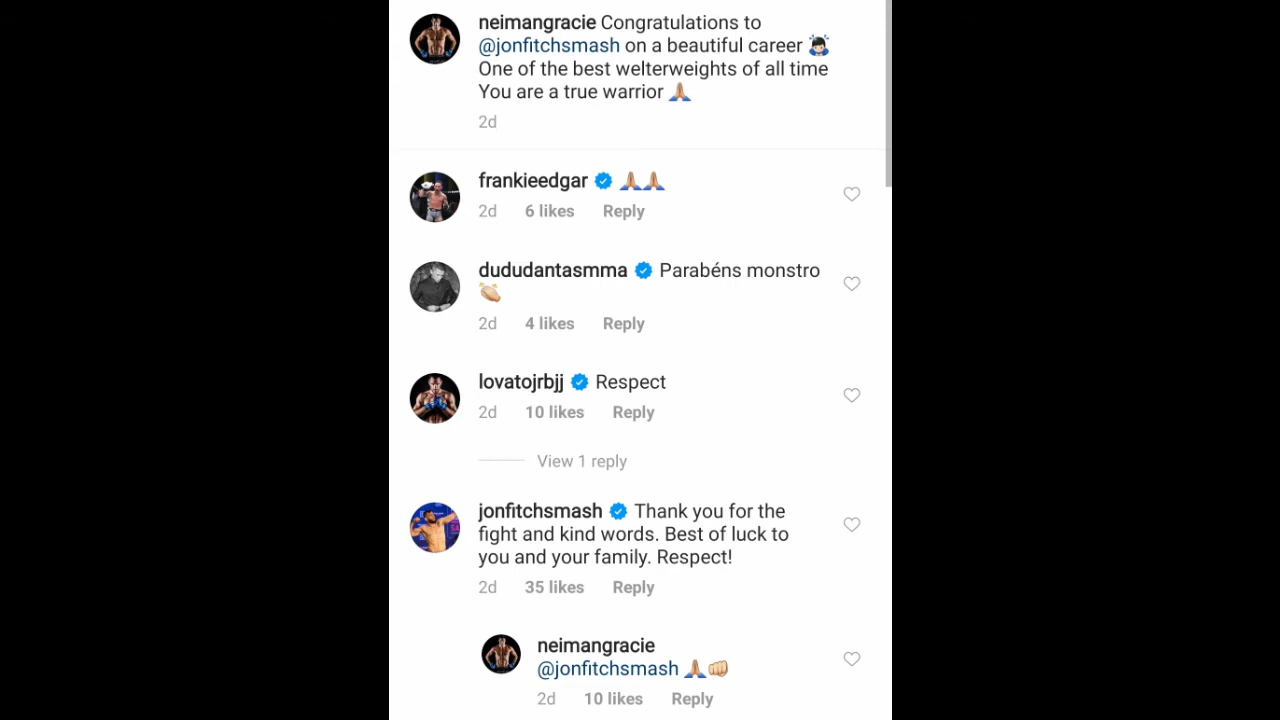 neimangracie Congratulations to
@jonfitchsmash on a beautiful career 🙇🏻
One of the best welterweights of all time
You are a true warrior 🙏🏼
2d
frankieedgar 🙏🏼🙏🏼
2d 6 likes Reply
dududantasmma Parabéns monstro
👏🏼
2d 4 likes Reply
lovatojrbjj Respect
2d 10 likes Reply
View 1 reply
jonfitchsmash Thank you for the
fight and kind words. Best of luck to
you and your family. Respect!
2d 35 likes Reply
neimangracie
@jonfitchsmash 🙏🏼👊🏼
2d 10 likes Reply